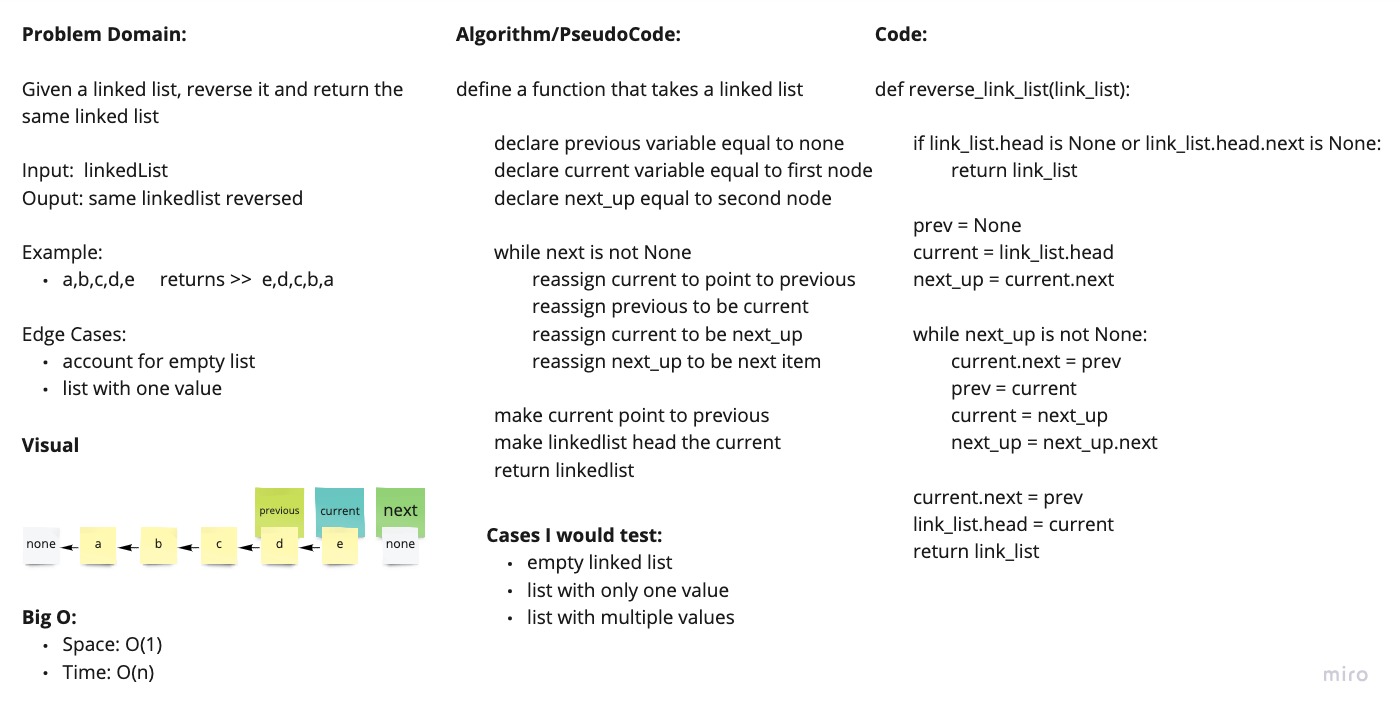 Problem Domain:
Given a linked list, reverse it and return the
same linked list
Input:  linkedList
Ouput: same linkedlist reversed
Example:
• a,b,c,d,e    returns >>  e,d,c,b,a
Edge Cases:
• account for empty list
• list with one value
Visual
previous current next
none a b c d e none
Big O:
• Space: O(1)
• Time: O(n)
Algorithm/PseudoCode:
define a function that takes a linked list
declare previous variable equal to none
declare current variable equal to first node
declare next_up equal to second node
while next is not None
reassign current to point to previous
reassign previous to be current
reassign current to be next_up
reassign next_up to be next item
make current point to previous
make linkedlist head the current
return linkedlist
Cases I would test:
• empty linked list
• list with only one value
• list with multiple values
Code:
def reverse_link_list(link_list):
if link_list.head is None or link_list.head.next is None:
return link_list
prev = None
current = link_list.head
next_up = current.next
while next_up is not None:
current.next = prev
prev = current
current = next_up
next_up = next_up.next
current.next = prev
link_list.head = current
return link_list
miro